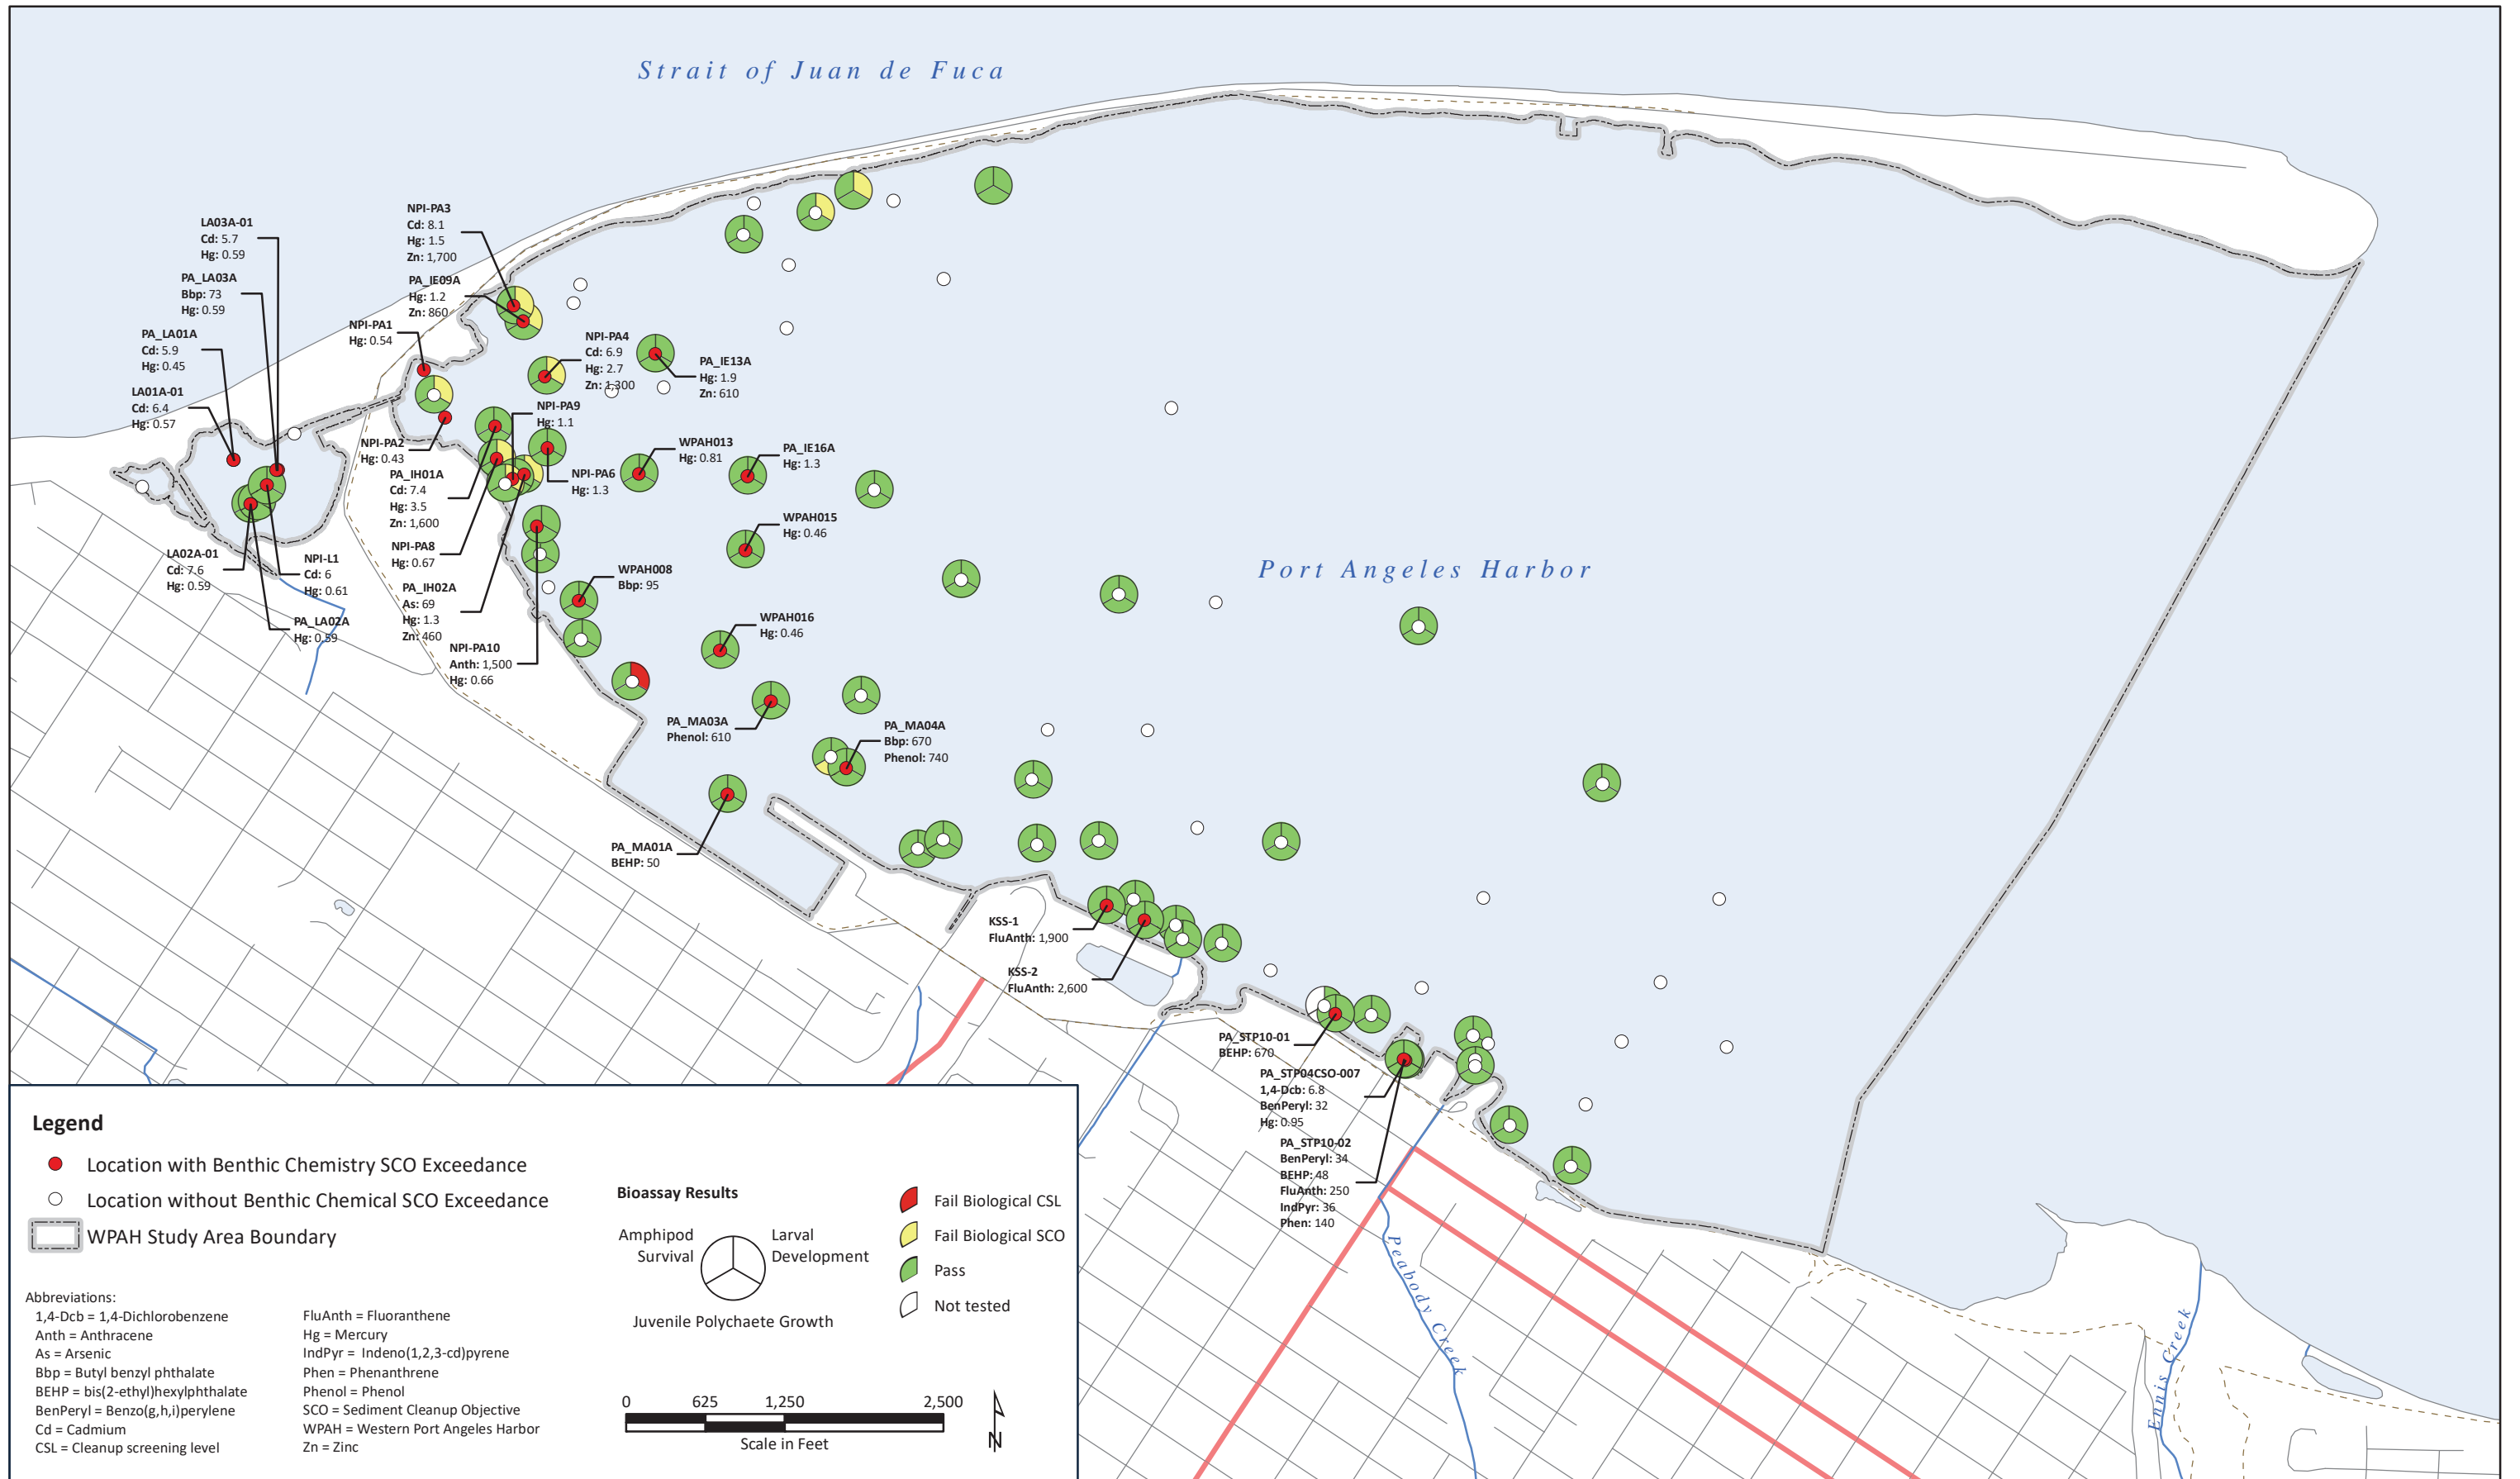 Strait of Juan de Fuca
LA03A-01
Cd: 5.7
Hg: 0.59
PA_LA03A
Bbp: 73
Hg: 0.59
PA_LA01A
Cd: 5.9
Hg: 0.45
LA01A-01
Cd: 6.4
Hg: 0.57
NPI-PA3
Cd: 8.1
Hg: 1.5
Zn: 1,700
PA_IE09A
Hg: 1.2
Zn: 860
NPI-PA1
Hg: 0.54
NPI-PA4
Cd: 6.9
Hg: 2.7
Zn: 1,300
PA_IE13A
Hg: 1.9
Zn: 610
NPI-PA9
Hg: 1.1
NPI-PA2
Hg: 0.43
PA_IH01A
Cd: 7.4
Hg: 3.5
Zn: 1,600
NPI-PA6
Hg: 1.3
WPAH013
Hg: 0.81
PA_IE16A
Hg: 1.3
WPAH015
Hg: 0.46
NPI-PA8
Hg: 0.67
LA02A-01
Cd: 7.6
Hg: 0.59
NPI-L1
Cd: 6
Hg: 0.61
PA_LA02A
Hg: 0.59
PA_IH02A
As: 69
Hg: 1.3
Zn: 460
WPAH008
Bbp: 95
NPI-PA10
Anth: 1,500
Hg: 0.66
WPAH016
Hg: 0.46
Port Angeles Harbor
PA_MA03A
Phenol: 610
PA_MA04A
Bbp: 670
Phenol: 740
PA_MA01A
BEHP: 50
KSS-1
FluAnth: 1,900
KSS-2
FluAnth: 2,600
PA_STP10-01
BEHP: 670
PA_STP04CSO-007
1,4-Dcb: 6.8
BenPeryl: 32
Hg: 0.95
PA_STP10-02
BenPeryl: 34
BEHP: 48
FluAnth: 250
IndPyr: 36
Phen: 140
Peabody Creek
Ennis Creek
Legend
Location with Benthic Chemistry SCO Exceedance
Location without Benthic Chemical SCO Exceedance
WPAH Study Area Boundary
Bioassay Results
Amphipod
Survival
Larval
Development
Juvenile Polychaete Growth
Fail Biological CSL
Fail Biological SCO
Pass
Not tested
Abbreviations:
1,4-Dcb = 1,4-Dichlorobenzene
Anth = Anthracene
As = Arsenic
Bbp = Butyl benzyl phthalate
BEHP = bis(2-ethyl)hexylphthalate
BenPeryl = Benzo(g,h,i)perylene
Cd = Cadmium
CSL = Cleanup screening level
FluAnth = Fluoranthene
Hg = Mercury
IndPyr = Indeno(1,2,3-cd)pyrene
Phen = Phenanthrene
Phenol = Phenol
SCO = Sediment Cleanup Objective
WPAH = Western Port Angeles Harbor
Zn = Zinc
0 625 1,250 2,500
Scale in Feet
N